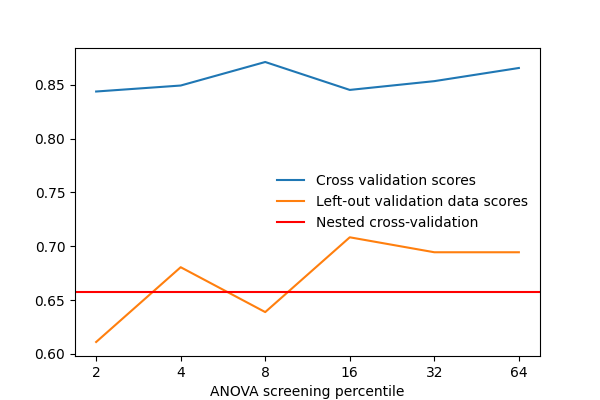 0.85
0.80
0.75
0.70
0.65
0.60
Cross validation scores
Left-out validation data scores
Nested cross-validation
2 4 8 16 32 64
ANOVA screening percentile